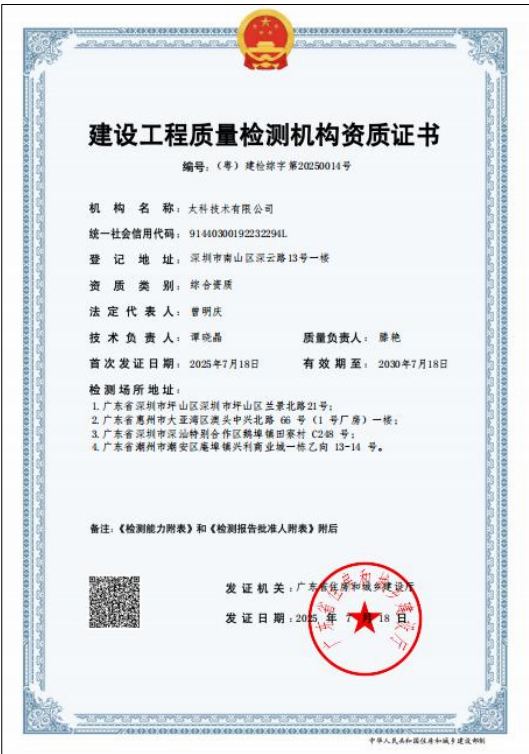 建设工程质量检测机构资质证书
编号:(粤)建检综字第20250014号
机构名称:太科技术有限公司
统一社会信用代码:91440300192232294L
登记地址:深圳市南山区深云路13号一楼
资质类别:综合资质
法定代表人:曾明庆
技术负责人:谭晓晶 质量负责人:滕艳
首次发证日期:2025年7月18日 有效期至:2030年7月18日
检测场所地址:
1.广东省深圳市坪山区深圳市坪山区兰景北路21号;
2.广东省惠州市大亚湾区澳头中兴北路 66 号(1 号厂房)一楼;
3.广东省深圳市深汕特别合作区鹅埠镇田寮村 C248 号;
4.广东省潮州市潮安区庵埠镇兴利商业城一栋乙向 13-14 号。
备注:《检测能力附表》和《检测报告批准人附表》附后
发证机关:广东省住房和城乡建设厅
发证日期:2025 年 7 月 18 日
广东省住房和城乡建设厅
中华人民共和国住房和城乡建设部制